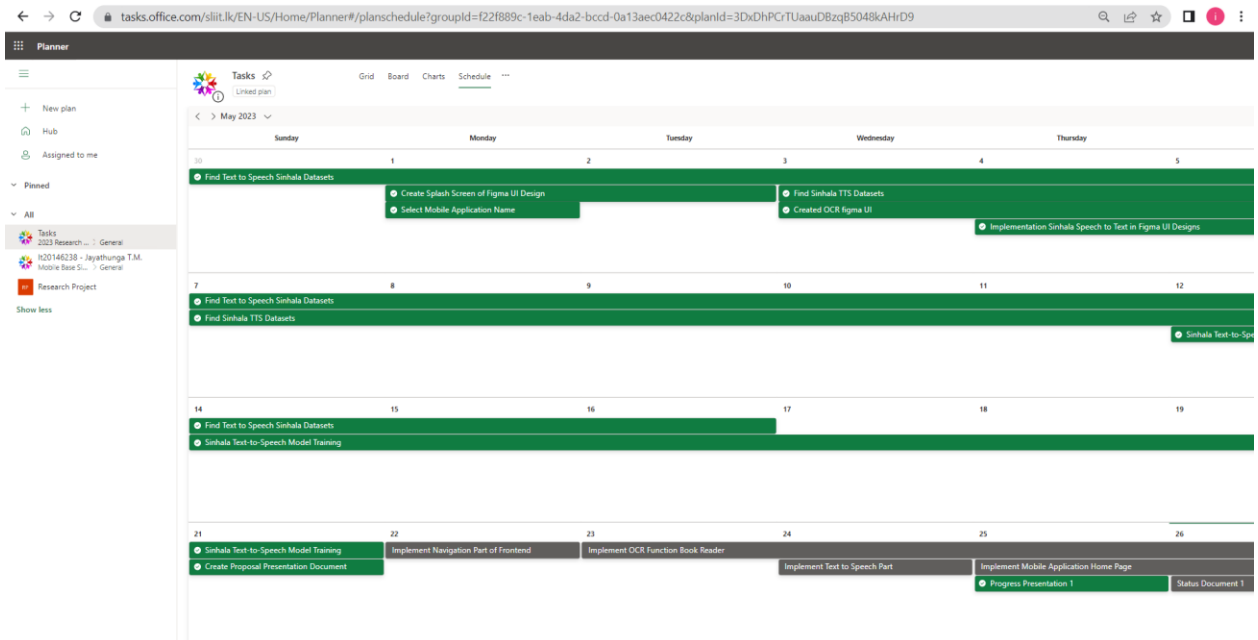 tasks.office.com/sliit.lk/EN-US/Home/Planner#/planschedule?groupId=f22f889c-1eab-4da2-bccd-0a13aec0422c&planId=3DxDhPCrTUaauDBzqB5048kAHrD9
i
Planner
New plan
Hub
Assigned to me
Pinned
All
Tasks
2023 Research ... > General
It20146238 - Jayathunga T.M.
Mobile Base Si... > General
Research Project
Show less
Tasks
Linked plan
Grid Board Charts Schedule ...
May 2023
Sunday Monday Tuesday Wednesday Thursday
30 1 2 3 4 5
Find Text to Speech Sinhala Datasets
Create Splash Screen of Figma UI Design Find Sinhala TTS Datasets
Select Mobile Application Name Created OCR figma UI
Implementation Sinhala Speech to Text in Figma UI Designs
7 8 9 10 11 12
Find Text to Speech Sinhala Datasets
Find Sinhala TTS Datasets
Sinhala Text-to-Spe
14 15 16 17 18 19
Find Text to Speech Sinhala Datasets
Sinhala Text-to-Speech Model Training
21 22 23 24 25 26
Sinhala Text-to-Speech Model Training Implement Navigation Part of Frontend Implement OCR Function Book Reader
Create Proposal Presentation Document Implement Text to Speech Part Implement Mobile Application Home Page
Progress Presentation 1 Status Document 1